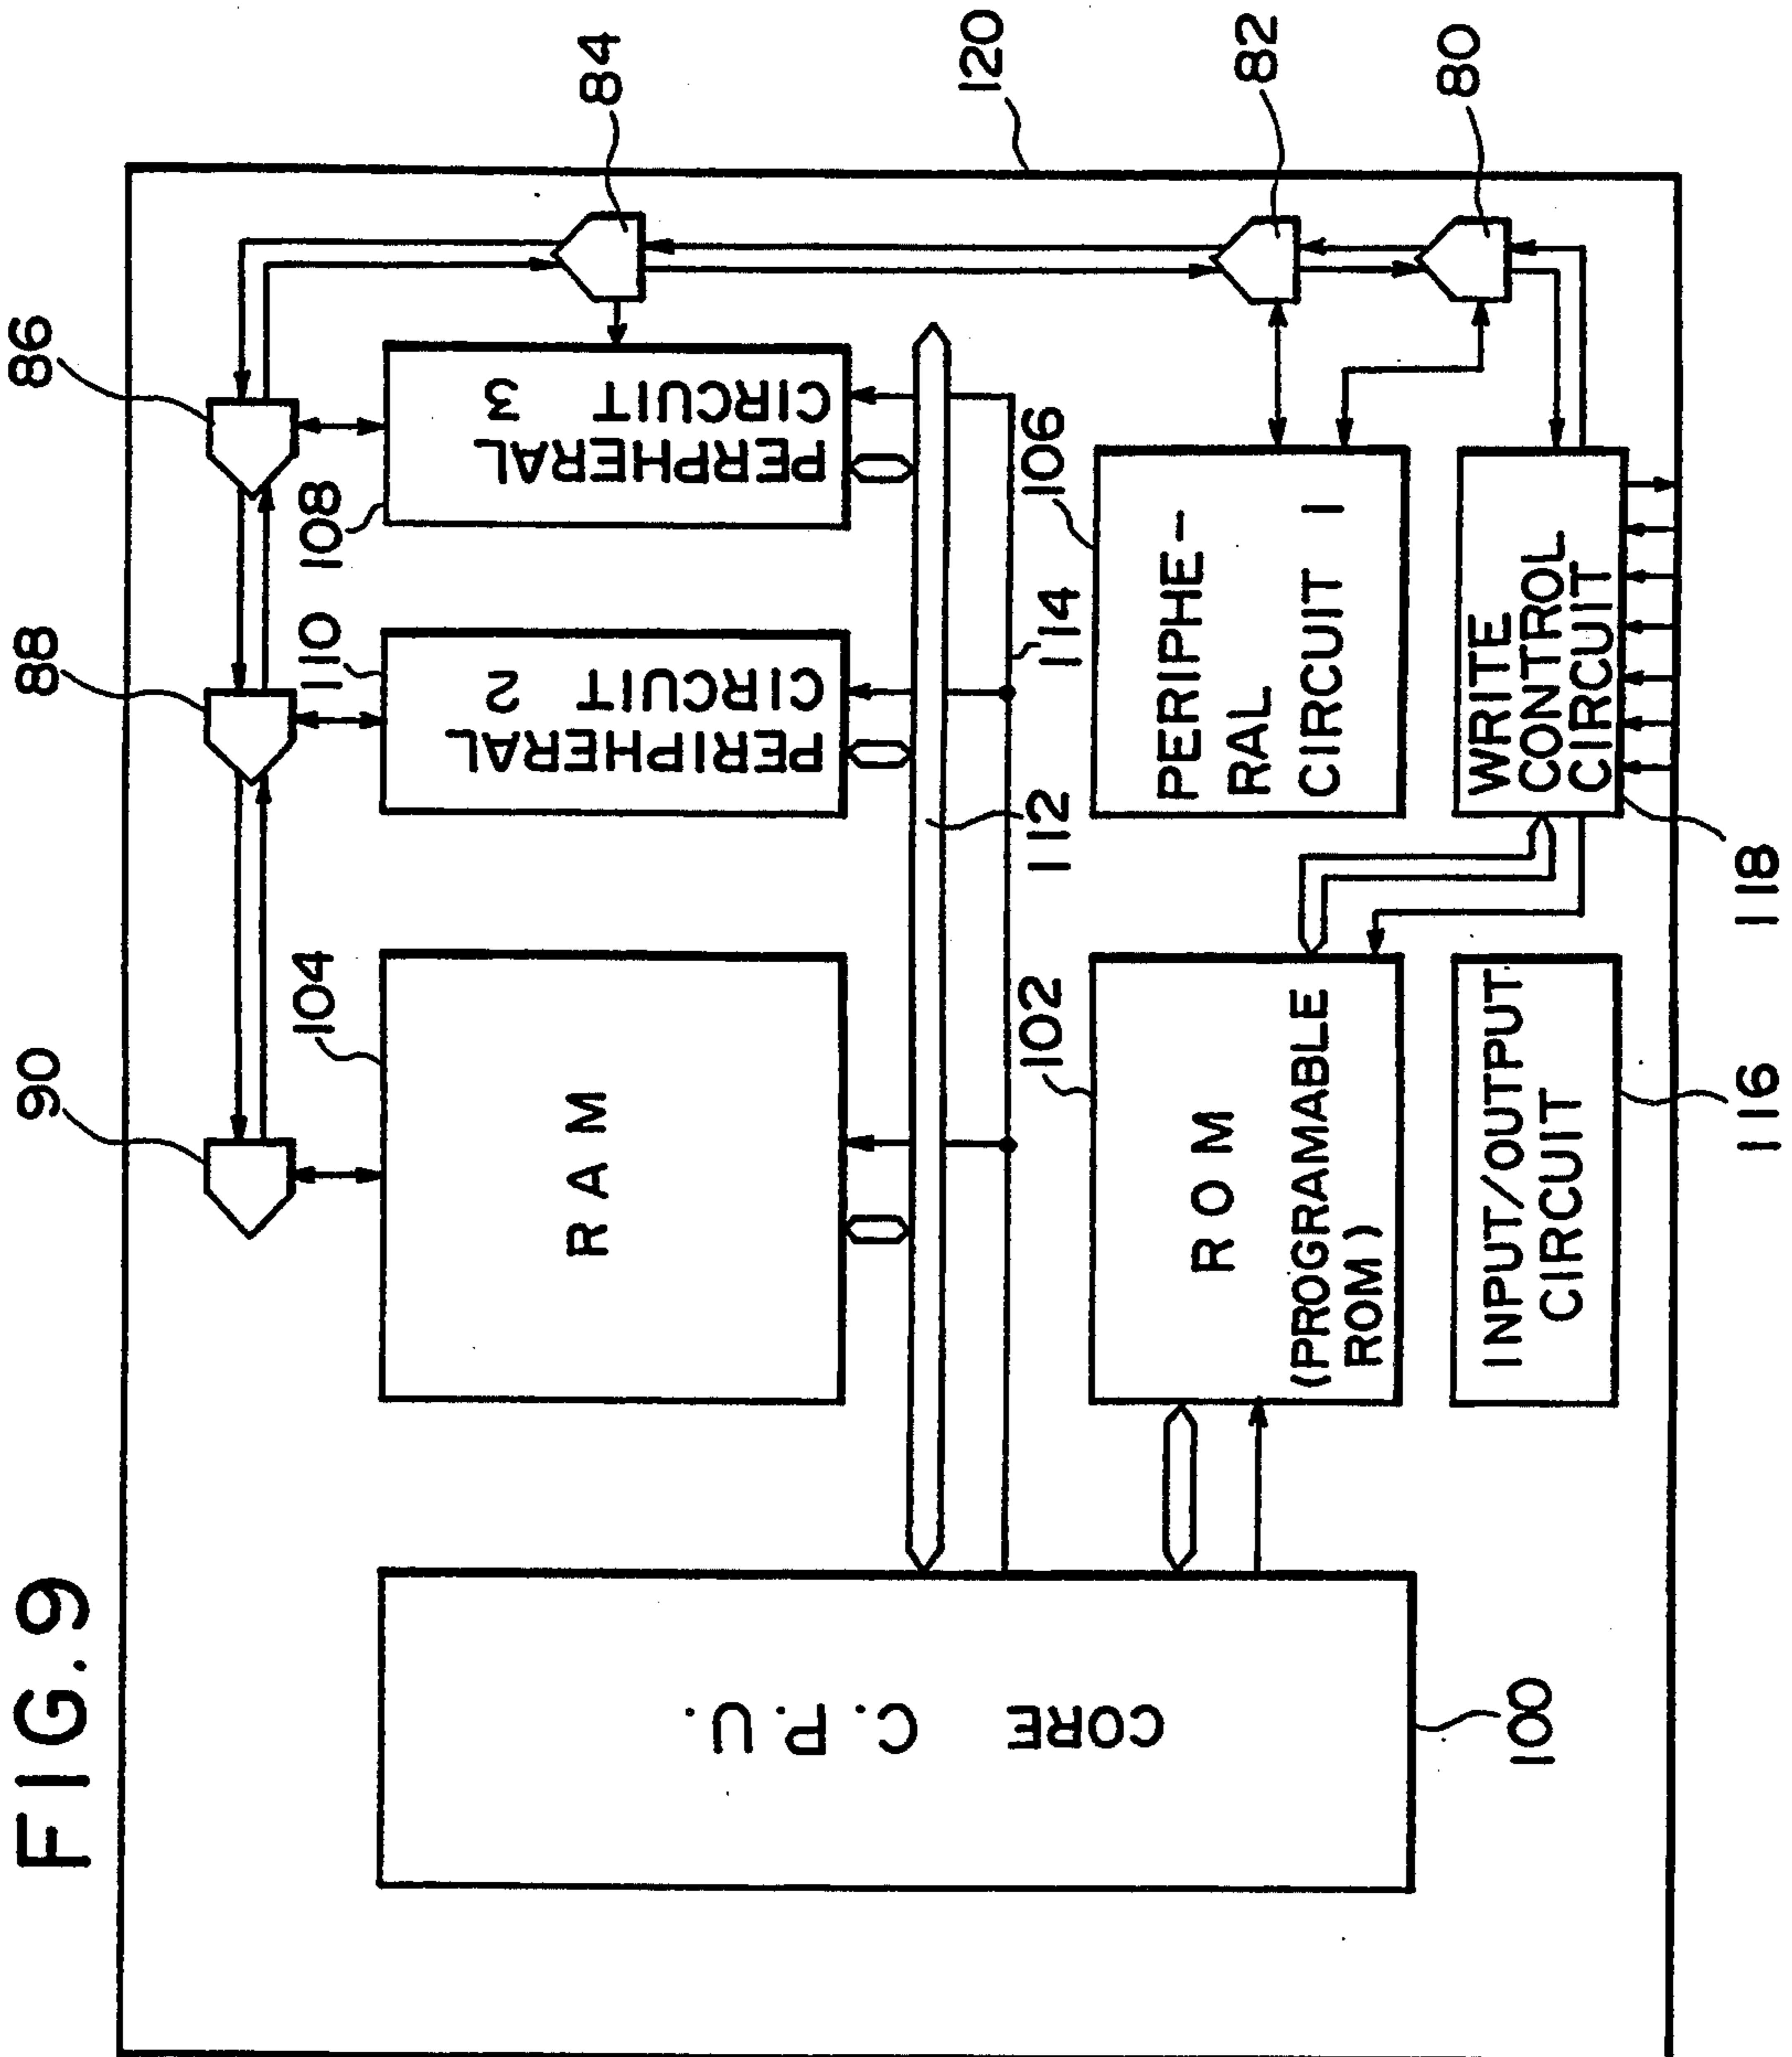 FIG.9
90
88
86
84
104
110
108
120
RAM
PERIPHERAL
CIRCUIT 2
PERPHERAL
CIRCUIT 3
CORE
C.P.U.
112
114
102
106
82
ROM
(PROGRAMABLE
ROM)
PERIPHE-
RAL
CIRCUIT 1
80
INPUT/OUTPUT
CIRCUIT
WRITE
CONTROL
CIRCUIT
100
116
118